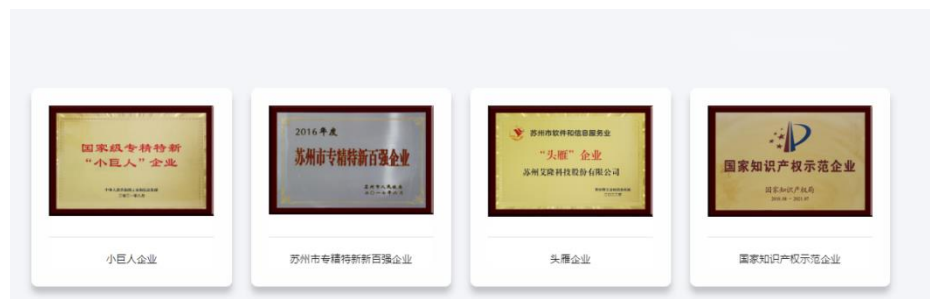 国家级专精特新
“小巨人”企业
小巨人企业
2016年度
苏州市专精特新百强企业
苏州市专精特新新百强企业
苏州市软件和信息服务业
“头雁”企业
苏州艾隆科技股份有限公司
头雁企业
国家知识产权示范企业
国家知识产权局
国家知识产权示范企业